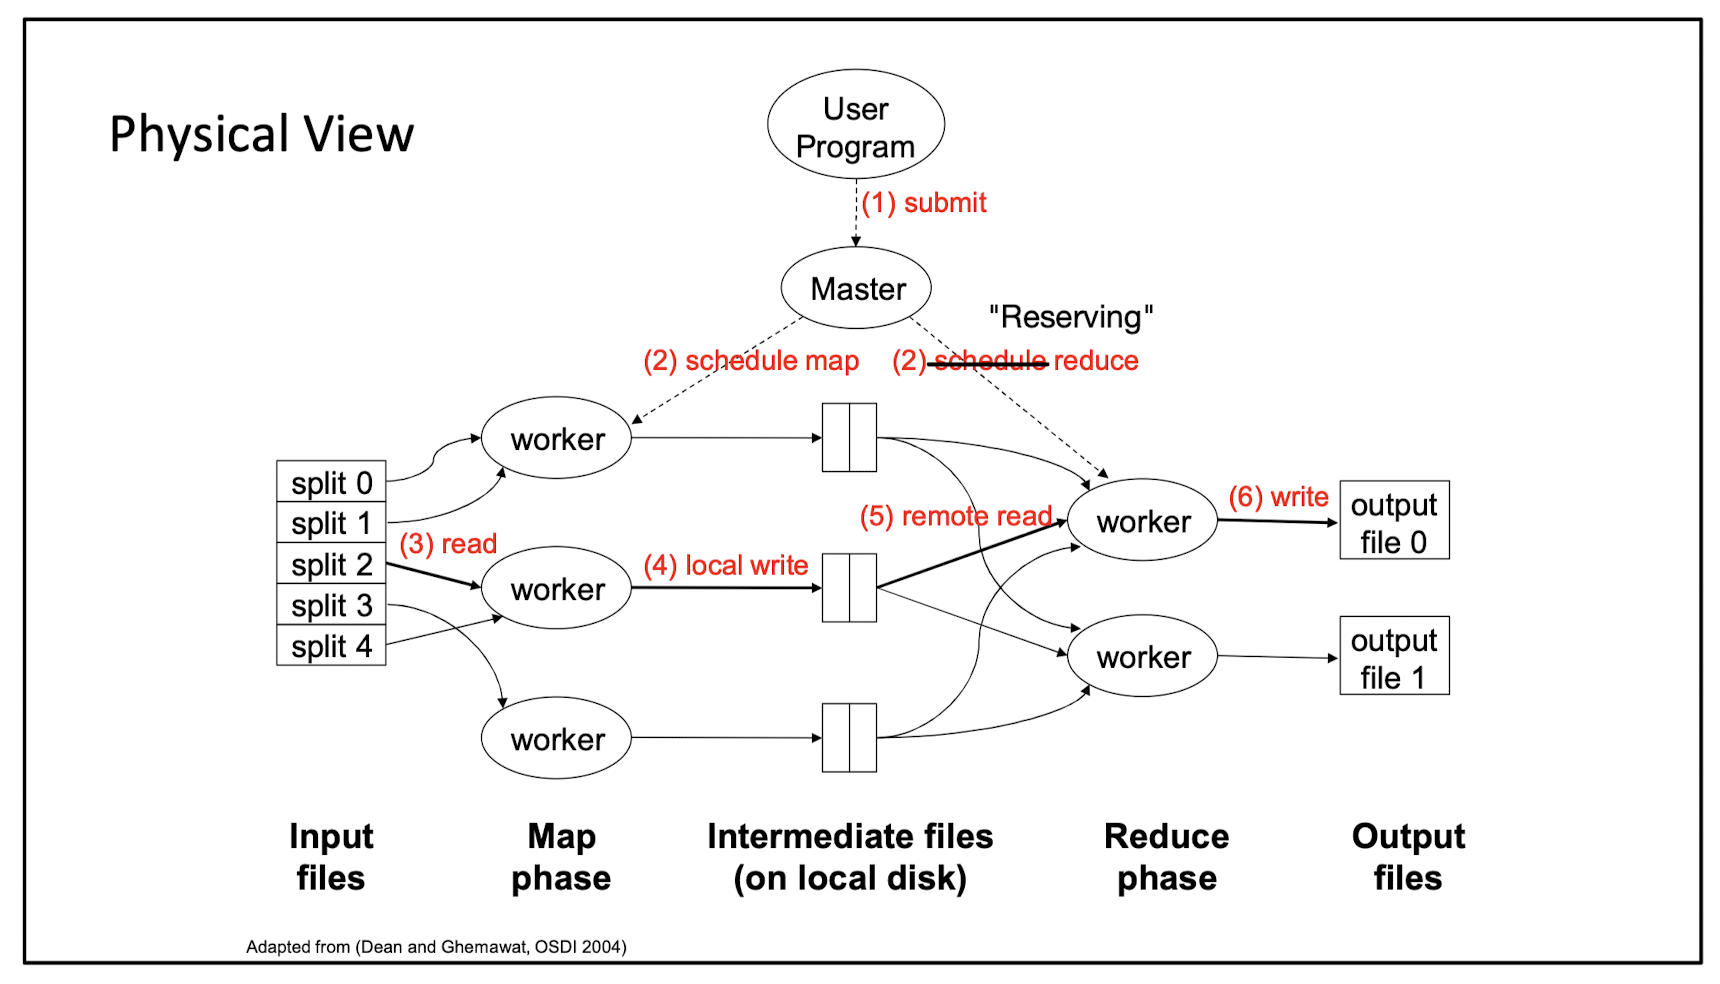 Physical View
User
Program
(1) submit
Master
"Reserving"
(2) schedule map
(2) schedule reduce
worker
split 0
split 1
split 2
split 3
split 4
(3) read
worker
(4) local write
worker
(5) remote read
worker
(6) write
output
file 0
worker
output
file 1
Input
files
Map
phase
Intermediate files
(on local disk)
Reduce
phase
Output
files
Adapted from (Dean and Ghemawat, OSDI 2004)